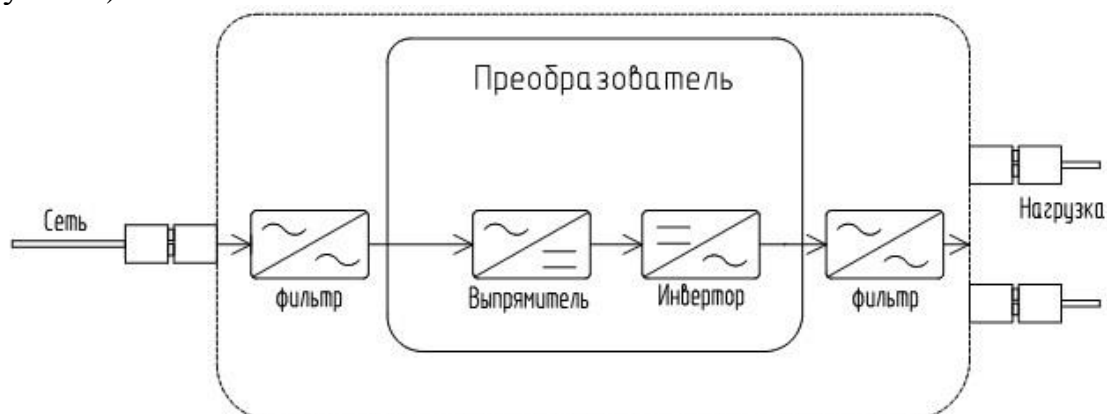 Преобразователь
Сеть
Нагрузка
фильтр
Выпрямитель
Инвертор
фильтр